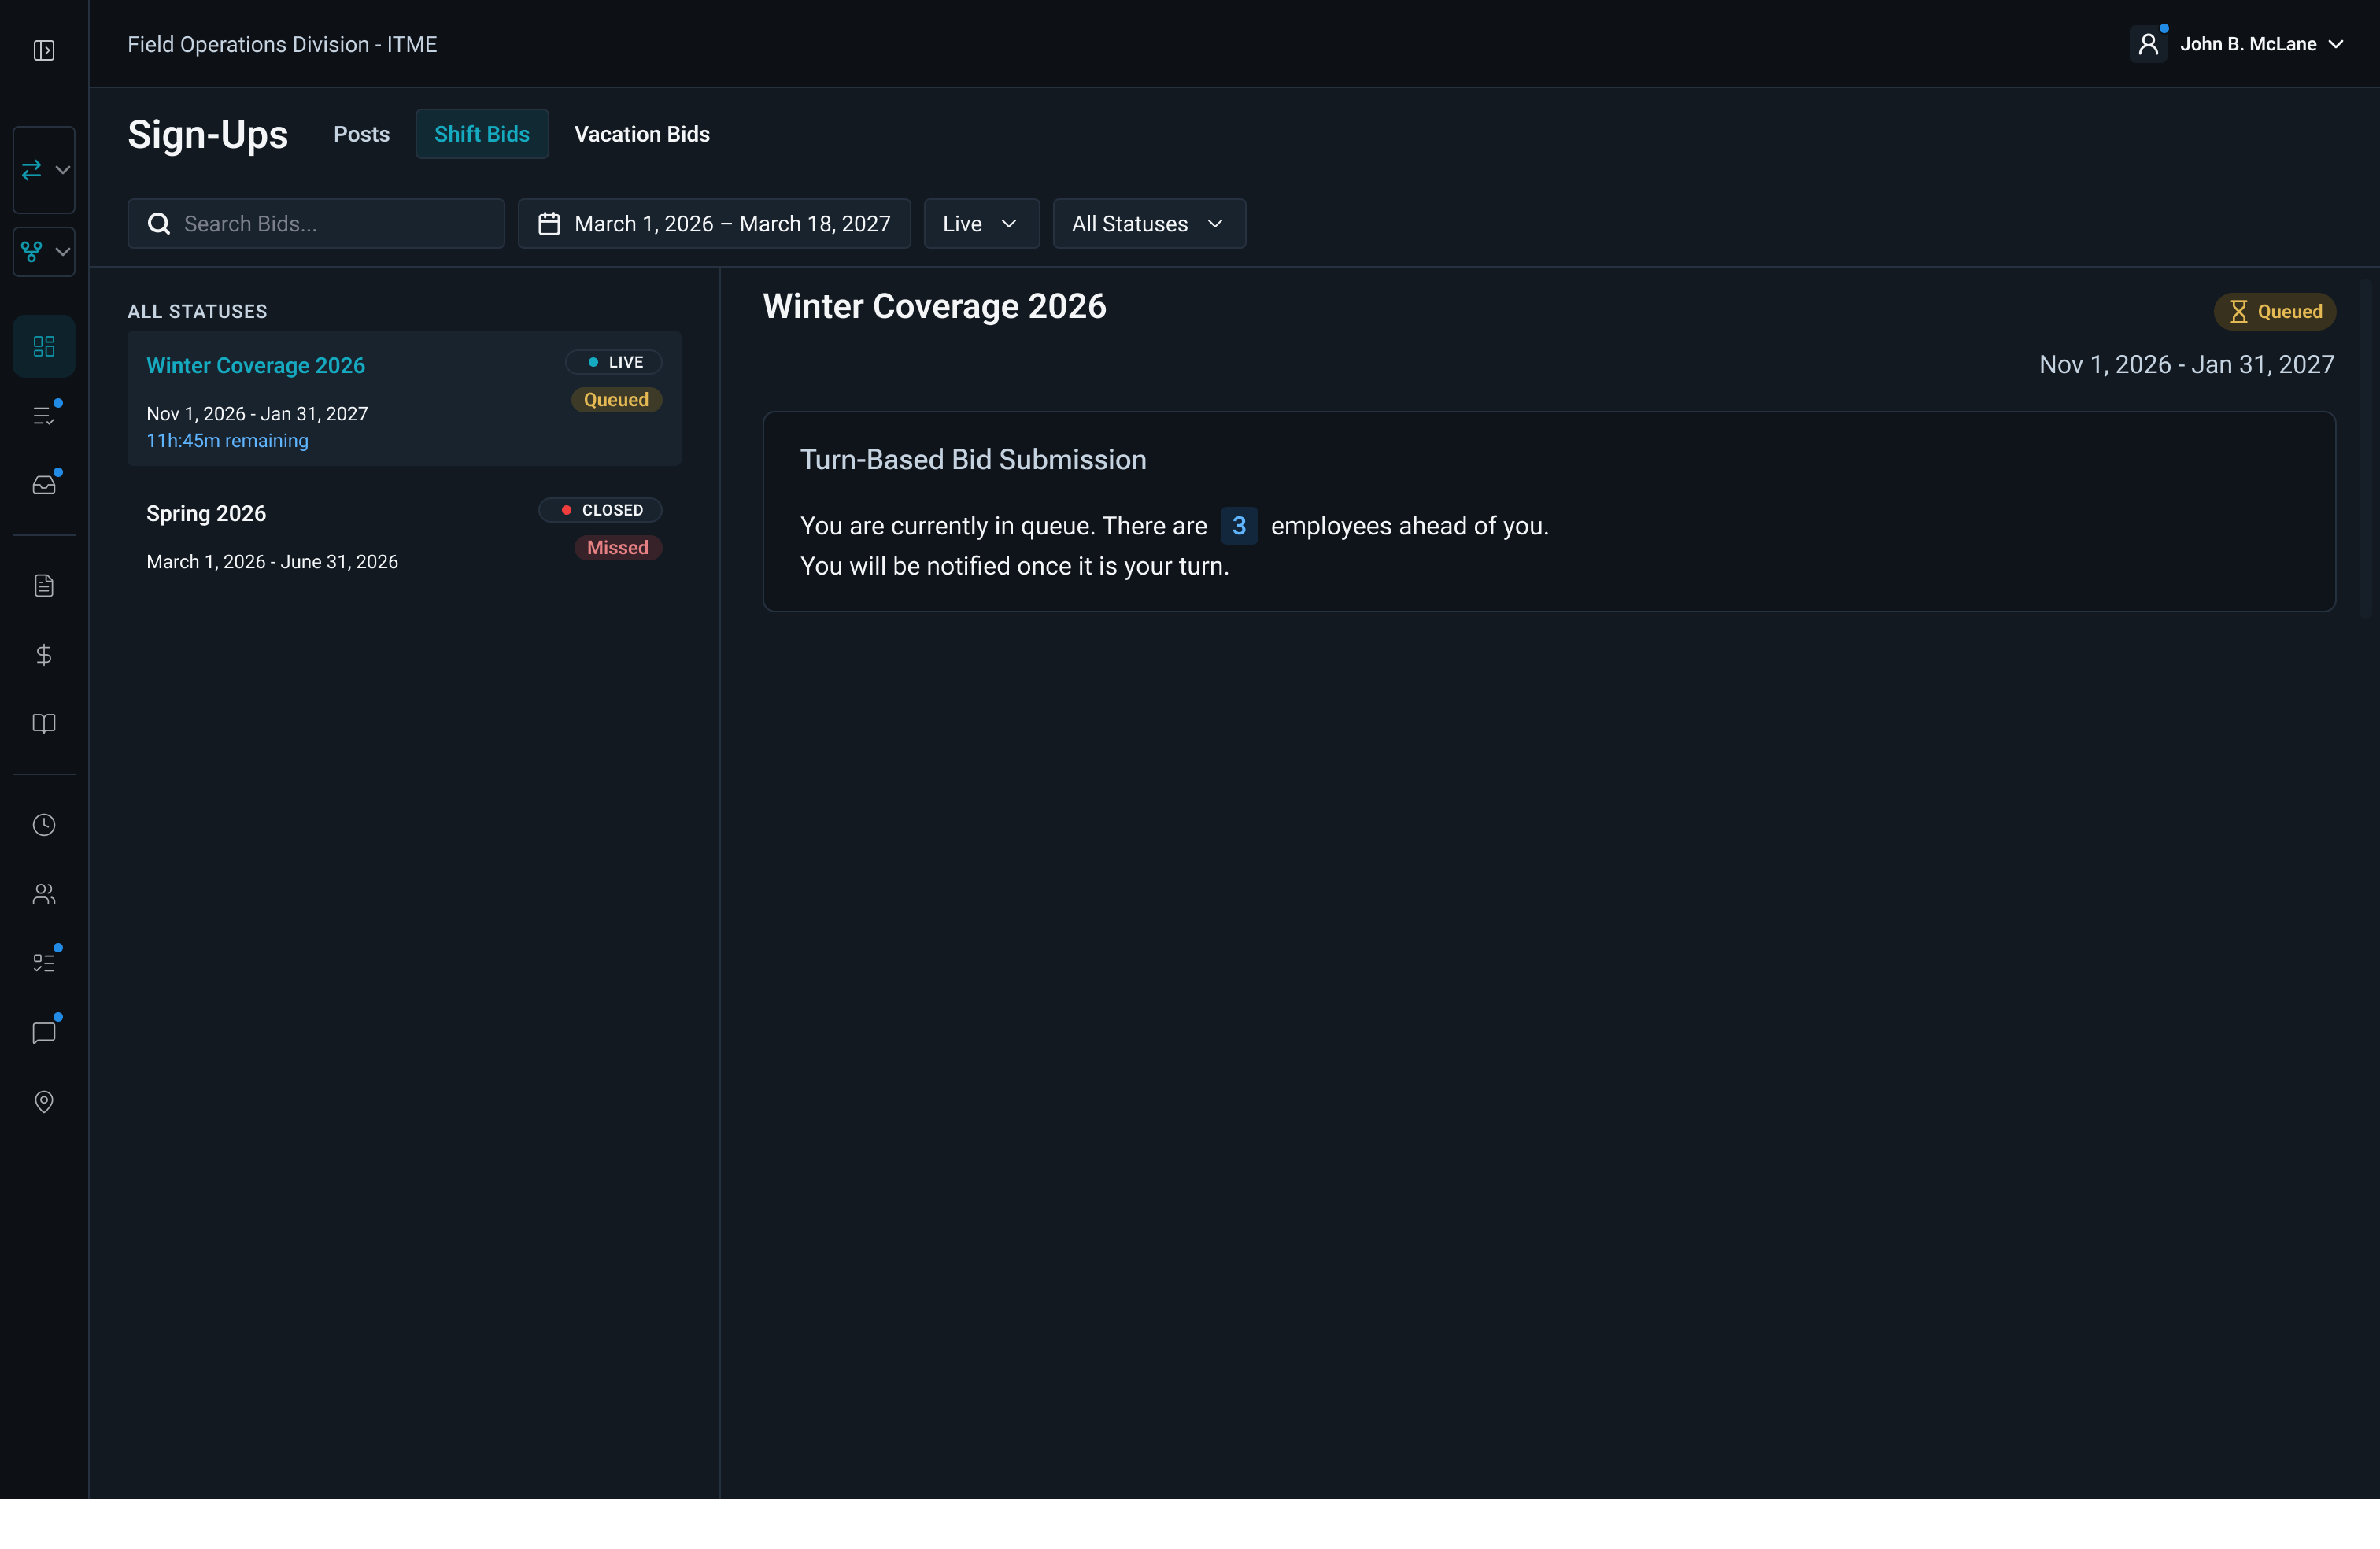 Field Operations Division - ITME
John B. McLane
Sign-Ups
Posts
Shift Bids
Vacation Bids
Search Bids...
March 1, 2026 – March 18, 2027
Live
All Statuses
ALL STATUSES
Winter Coverage 2026
LIVE
Queued
Nov 1, 2026 - Jan 31, 2027
11h:45m remaining
Spring 2026
CLOSED
Missed
March 1, 2026 - June 31, 2026
Winter Coverage 2026
Queued
Nov 1, 2026 - Jan 31, 2027
Turn-Based Bid Submission
You are currently in queue. There are 3 employees ahead of you.
You will be notified once it is your turn.